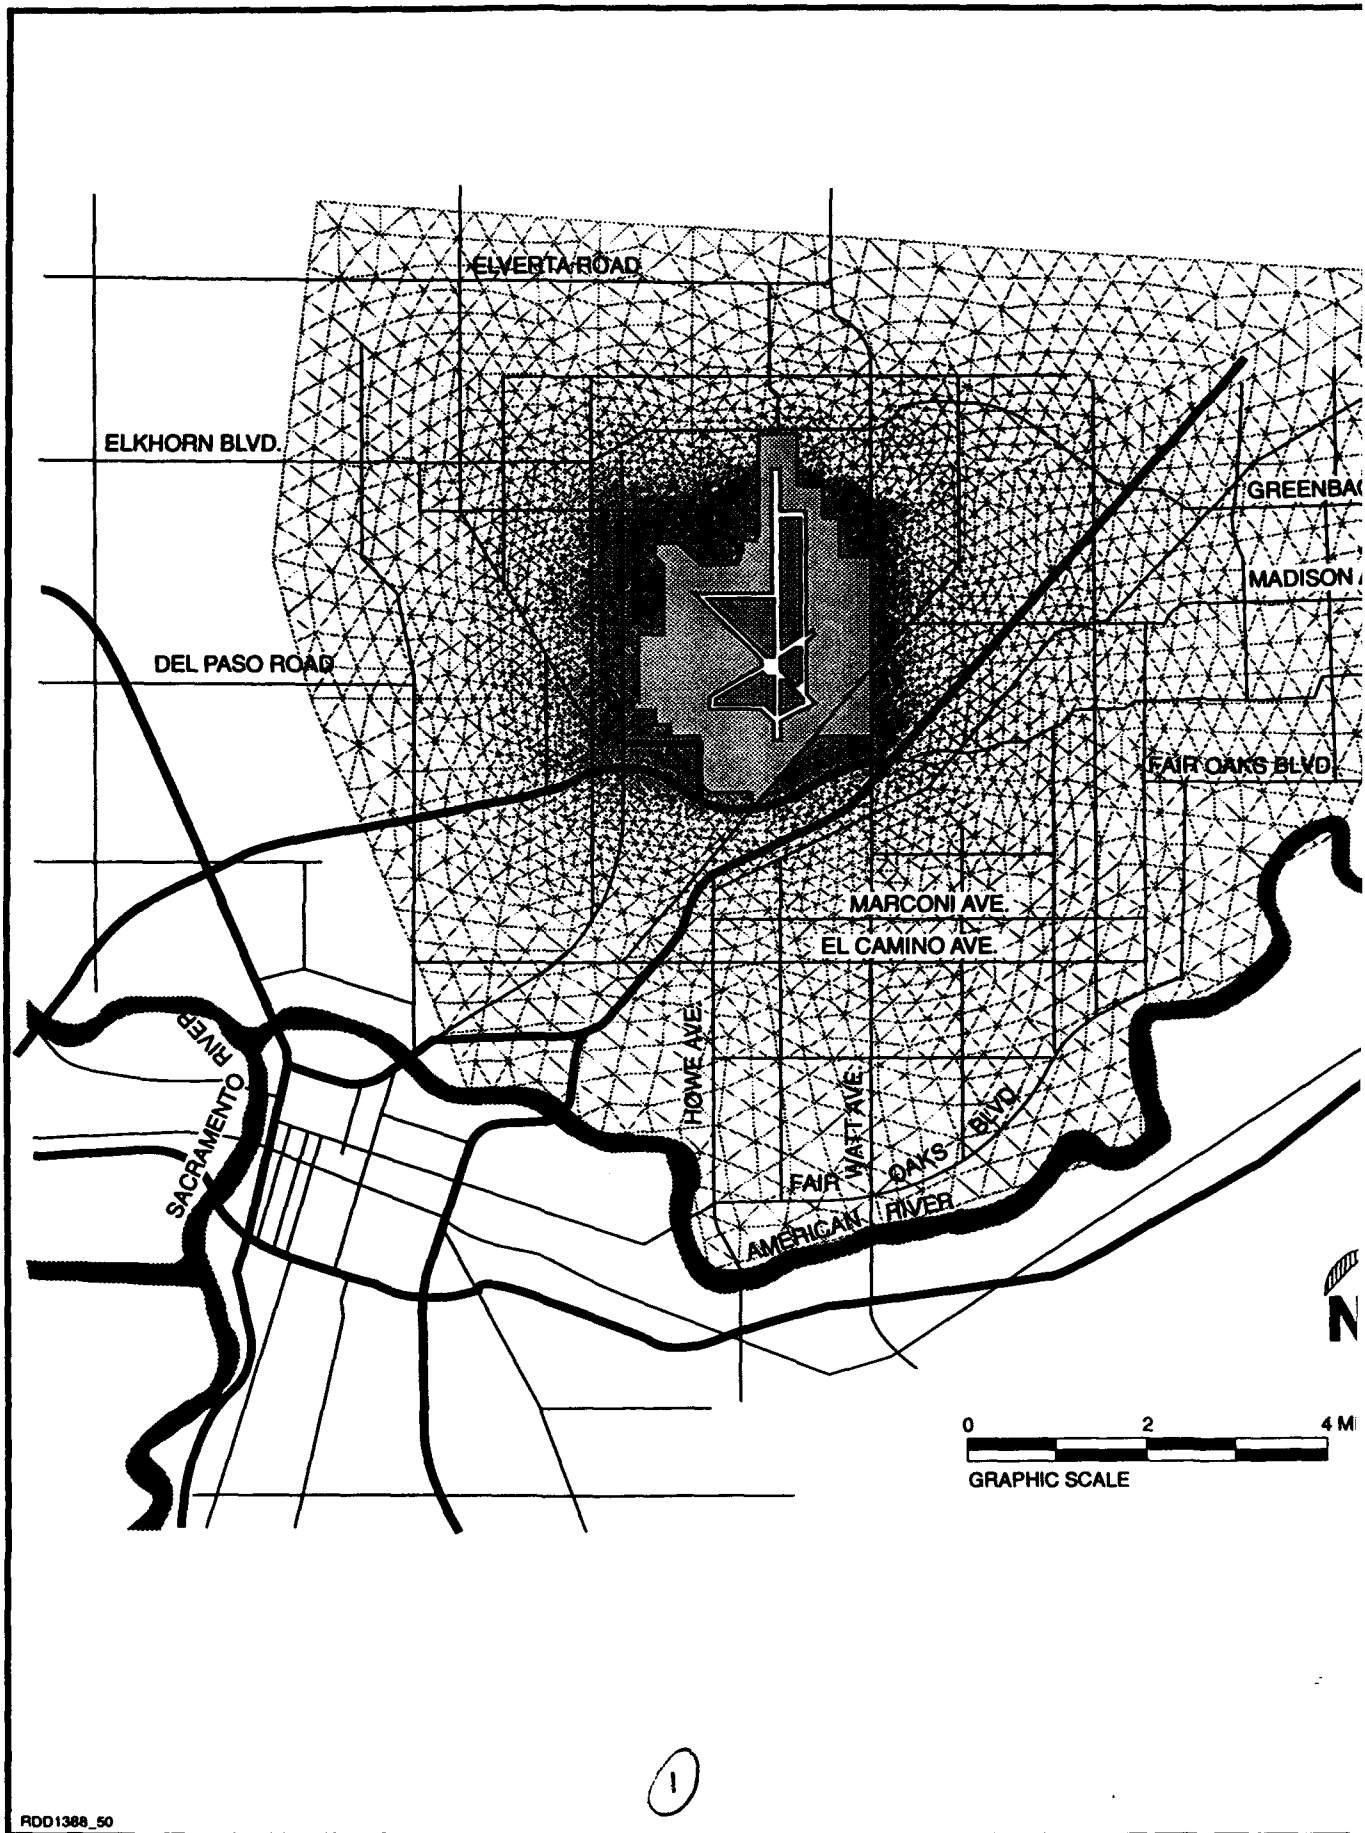 ELVERTA ROAD
ELKHORN BLVD.
GREENBAC
MADISON
DEL PASO ROAD
FAIR OAKS BLVD.
MARCONI AVE.
EL CAMINO AVE.
SACRAMENTO RIVER
HOWE AVE.
WATT AVE.
FAIR OAKS BLVD.
AMERICAN RIVER
N
0 2 4 MI
GRAPHIC SCALE
1
RDD1388_50